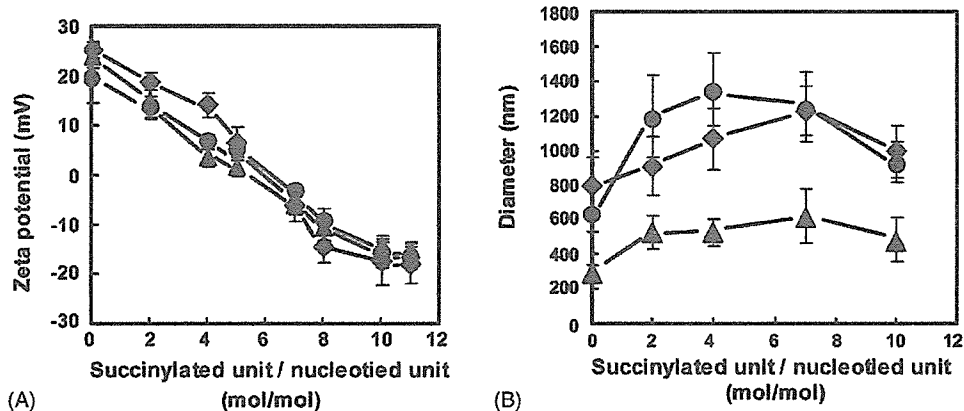 30
20
10
0
-10
-20
-30
Zeta potential (mV)
0 2 4 6 8 10 12
Succinylated unit / nucleotied unit
(mol/mol)
(A)
1800
1600
1400
1200
1000
800
600
400
200
0
Diameter (nm)
0 2 4 6 8 10 12
Succinylated unit / nucleotied unit
(mol/mol)
(B)